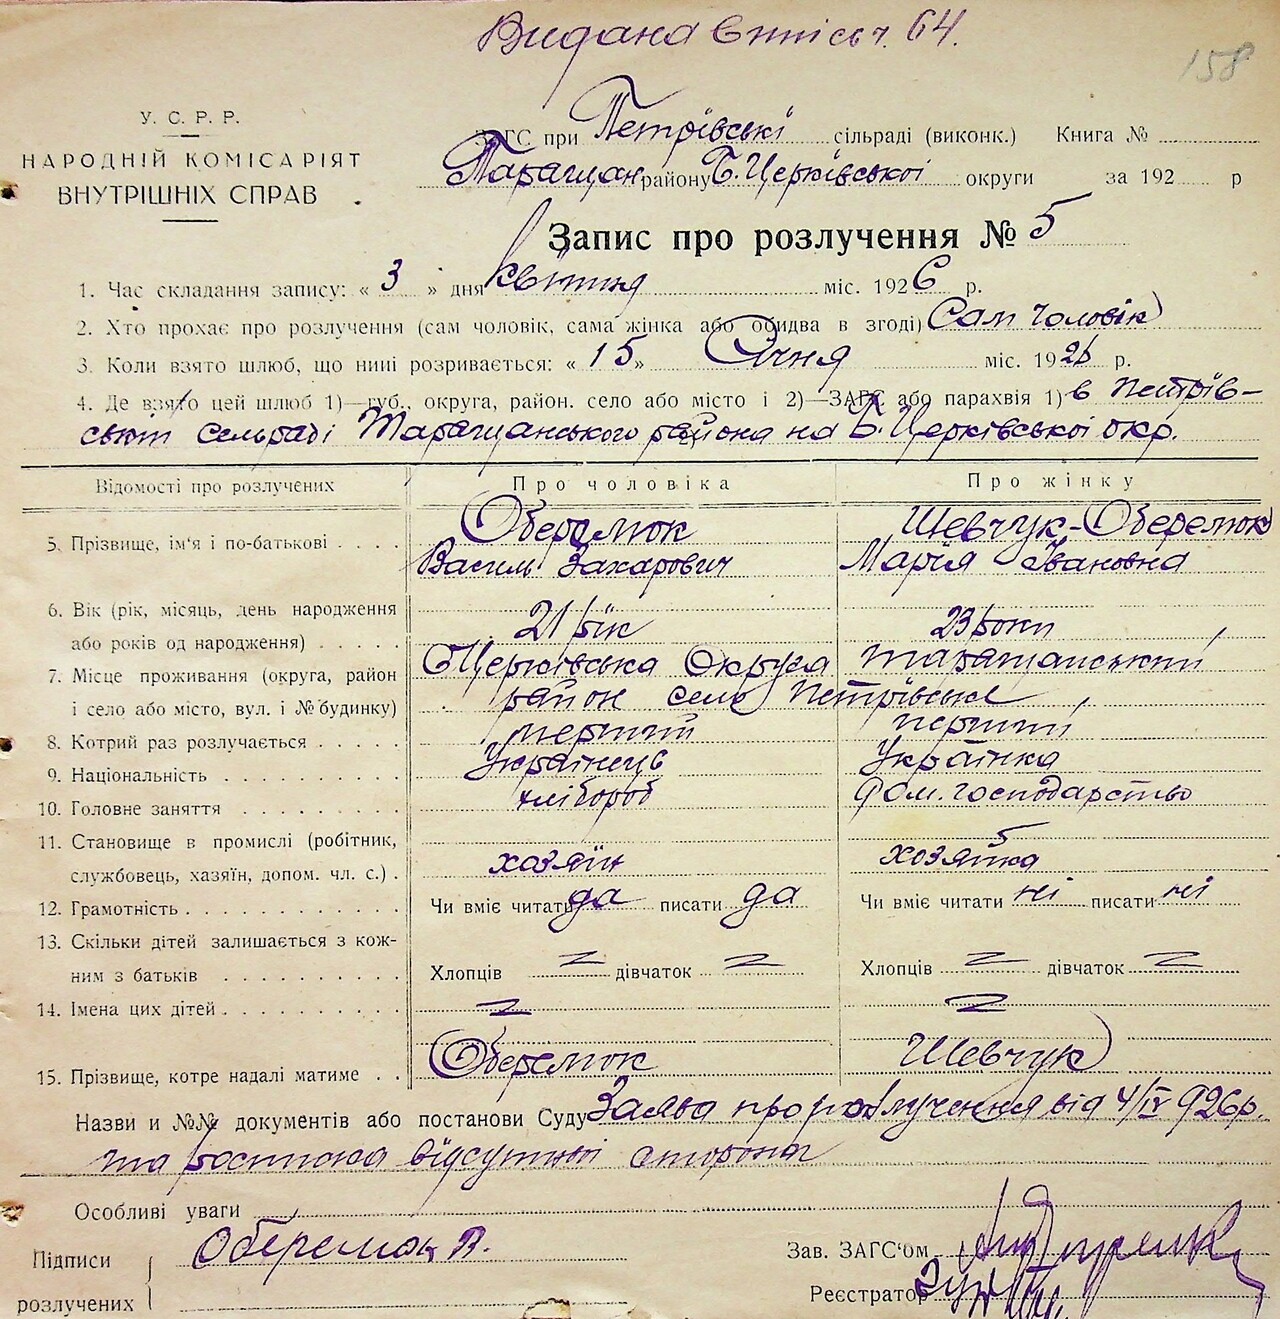 Видана Випись ч. 64.
158
У. С. Р. Р.
НАРОДНІЙ КОМІСАРІЯТ
ВНУТРІШНІХ СПРАВ
ЗАГС при Петрівські сільраді (виконк.) Книга №
Таращан району Б. Церківської округи за 192 р
Запис про розлучення № 5
1. Час складання запису: « 3 » дня квітня міс. 1926 р.
2. Хто прохає про розлучення (сам чоловік, сама жінка або обидва в згоді) Сам чоловік
3. Коли взято шлюб, що нині розривається: « 15 » Січня міс. 1926 р.
4. Де взято цей шлюб 1)—губ., округа, район. село або місто і 2)—ЗАГС або парахвія 1) в Петрів-
ські сельраді Таращанського района на Б. Церківської окр.
Відомості про розлучених Про чоловіка Про жінку
5. Прізвище, ім'я і по-батькові Оберемок Шевчук-Оберемок
Василь Захарович Марія Івановна
6. Вік (рік, місяць, день народження
або років од народження) 21 рік 23 роки
7. Місце проживання (округа, район Б Церківська Округа Таращанський
і село або місто, вул. і № будинку) район село Петрівське
8. Котрий раз розлучається перший перший
9. Національність Українець Українка
10. Головне заняття хлібороб Дом. господарство
11. Становище в промислі (робітник,
службовець, хазяїн, допом. чл. с.) хозяїн хозяйка
12. Грамотність Чи вміє читати да писати да Чи вміє читати ні писати ні
13. Скільки дітей залишається з кож-
ним з батьків Хлопців дівчаток Хлопців дівчаток
14. Імена цих дітей
15. Прізвище, котре надалі матиме Оберемок Шевчук
Назви и №№ документів або постанови Суду Заява про розлучення від 4/IV 926 р.
та росписка відсутної сторони
Особливі уваги
Підписи Оберемок В. Зав. ЗАГС'ом
розлучених Реєстратор